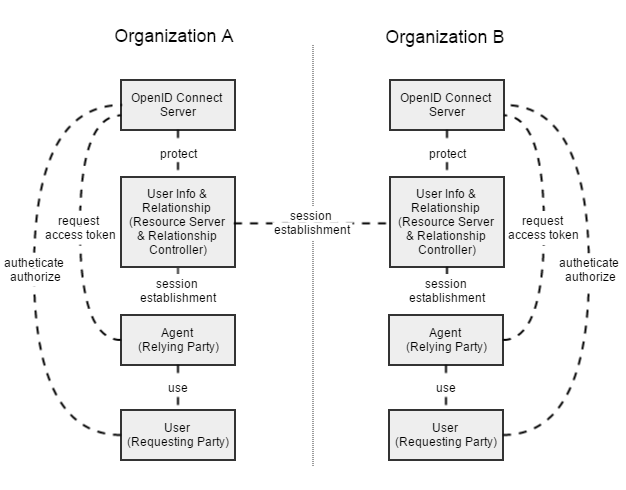 Organization A
Organization B
OpenID Connect
Server
OpenID Connect
Server
protect
protect
User Info &
Relationship
(Resource Server
& Relationship
Controller)
User Info &
Relationship
(Resource Server
& Relationship
Controller)
session
establishment
request
access token
request
access token
autheticate
authorize
autheticate
authorize
session
establishment
session
establishment
Agent
(Relying Party)
Agent
(Relying Party)
use
use
User
(Requesting Party)
User
(Requesting Party)